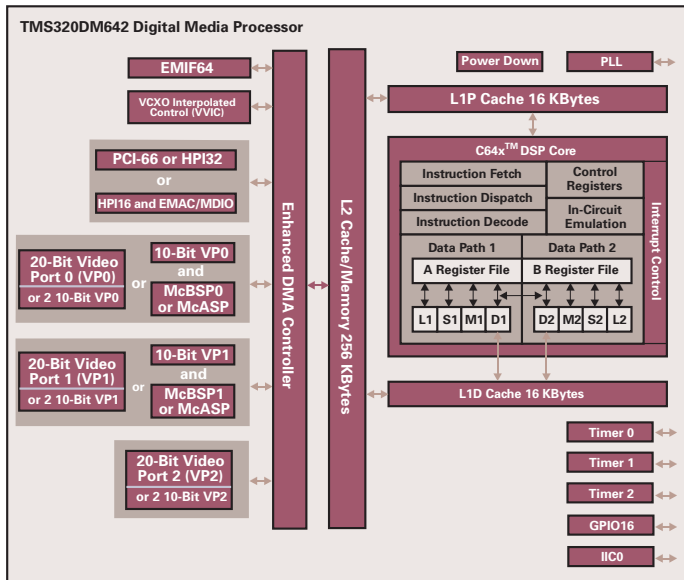 TMS320DM642 Digital Media Processor
EMIF64
VCXO Interpolated
Control (VVIC)
PCI-66 or HPI32
or
HPI16 and EMAC/MDIO
20-Bit Video
Port 0 (VP0)
or 2 10-Bit VP0
or
10-Bit VP0
and
McBSP0
or McASP
20-Bit Video
Port 1 (VP1)
or 2 10-Bit VP1
or
10-Bit VP1
and
McBSP1
or McASP
20-Bit Video
Port 2 (VP2)
or 2 10-Bit VP2
Enhanced DMA Controller
L2 Cache/Memory 256 KBytes
Power Down
PLL
L1P Cache 16 KBytes
C64x™ DSP Core
Instruction Fetch
Instruction Dispatch
Instruction Decode
Control
Registers
In-Circuit
Emulation
Interrupt Control
Data Path 1
Data Path 2
A Register File
B Register File
L1 S1 M1 D1
D2 M2 S2 L2
L1D Cache 16 KBytes
Timer 0
Timer 1
Timer 2
GPIO16
IIC0